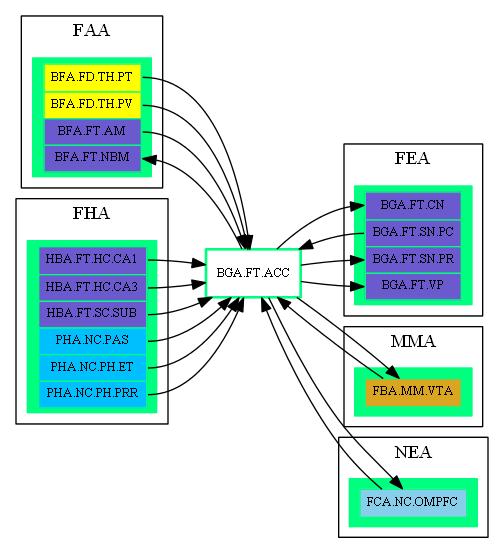 FAA
BFA.FD.TH.PT
BFA.FD.TH.PV
BFA.FT.AM
BFA.FT.NBM
FHA
HBA.FT.HC.CA1
HBA.FT.HC.CA3
HBA.FT.SC.SUB
PHA.NC.PAS
PHA.NC.PH.ET
PHA.NC.PH.PRR
BGA.FT.ACC
FEA
BGA.FT.CN
BGA.FT.SN.PC
BGA.FT.SN.PR
BGA.FT.VP
MMA
FBA.MM.VTA
NEA
FCA.NC.OMPFC